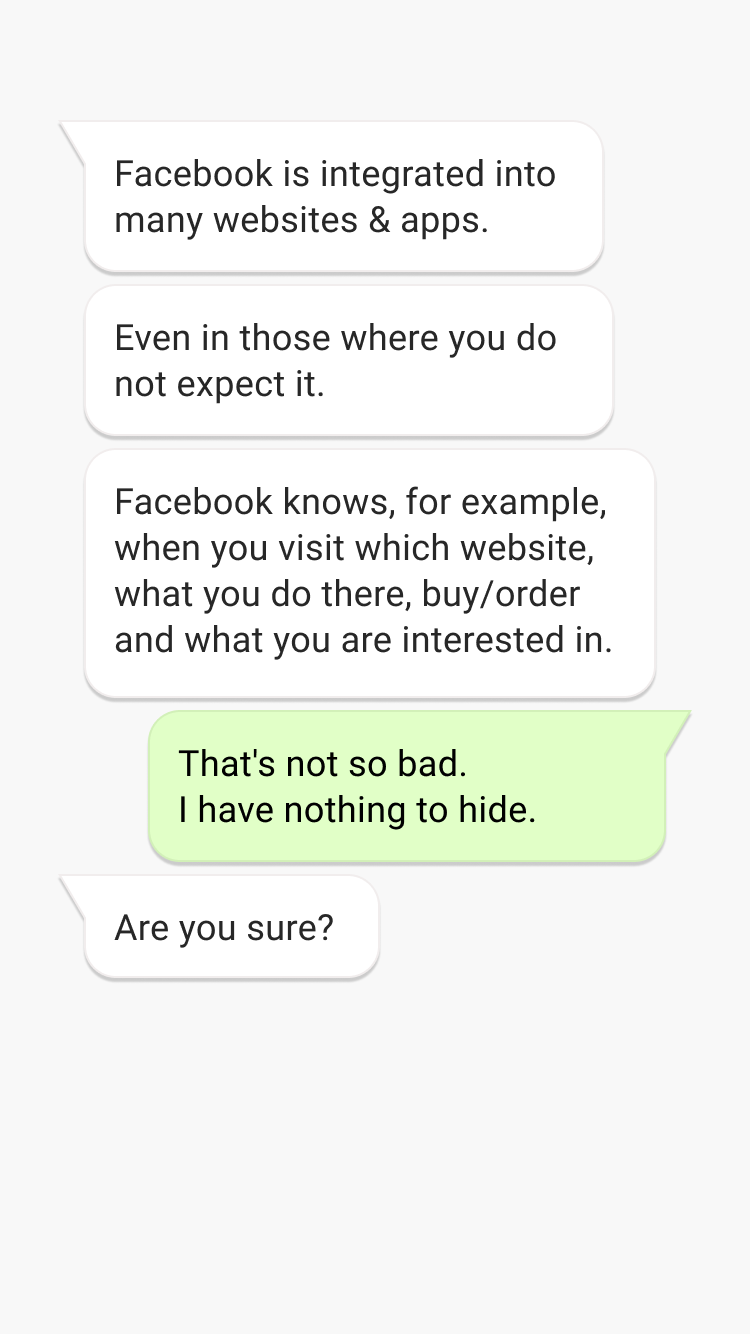 Facebook is integrated into
many websites & apps.
Even in those where you do
not expect it.
Facebook knows, for example,
when you visit which website,
what you do there, buy/order
and what you are interested in.
That's not so bad.
I have nothing to hide.
Are you sure?